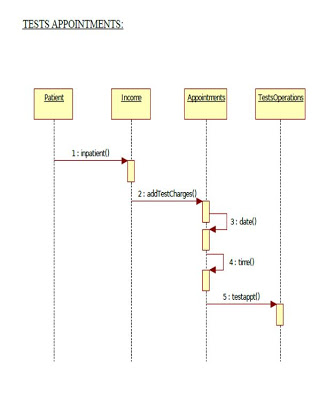 TESTS APPOINTMENTS:
Patient
Income
Appointments
TestsOperations
1 : inpatient()
2 : addTestCharges()
3 : date()
4 : time()
5 : testappt()